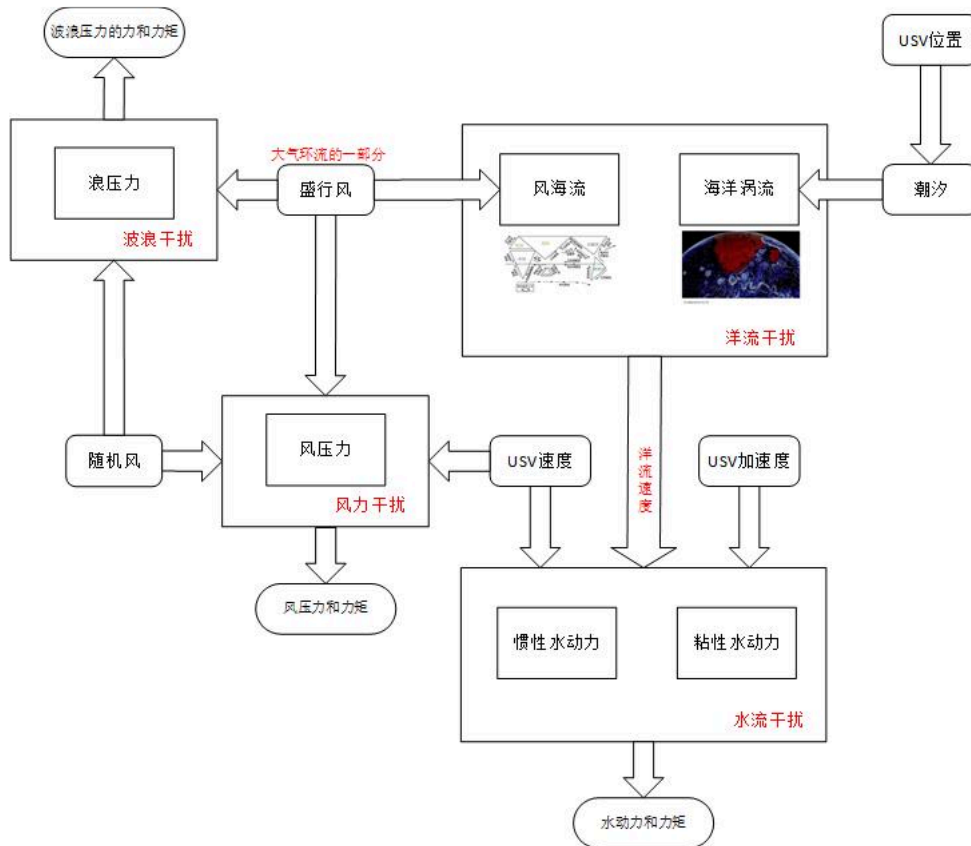 波浪压力的力和力矩
USV位置
大气环流的一部分
浪压力
盛行风
风海流
海洋涡流
潮汐
波浪干扰
洋流干扰
随机风
风压力
USV速度
洋流速度
USV加速度
风力干扰
风压力和力矩
惯性水动力
粘性水动力
水流干扰
水动力和力矩